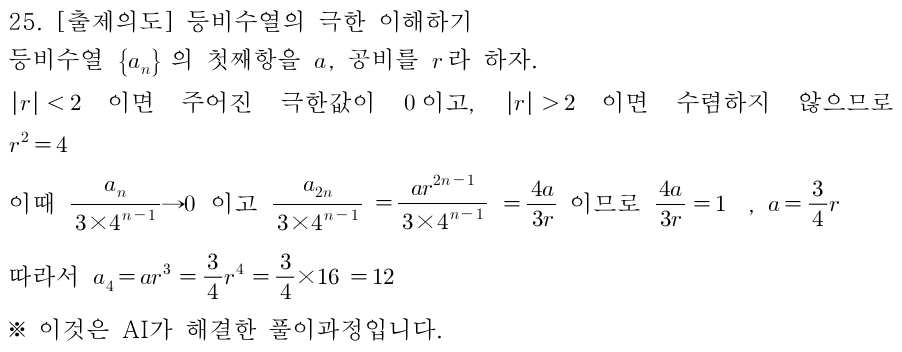 25. [출제의도] 등비수열의 극한 이해하기
등비수열 {a_n} 의 첫째항을 a, 공비를 r라 하자.
|r| < 2 이면 주어진 극한값이 0이고, |r| > 2 이면 수렴하지 않으므로
r^2 = 4
이때 a_n/(3×4^(n-1)) → 0 이고 a_(2n)/(3×4^(n-1)) = ar^(2n-1)/(3×4^(n-1)) = 4a/3r 이므로 4a/3r = 1 , a = 3/4 r
따라서 a_4 = ar^3 = 3/4 r^4 = 3/4 × 16 = 12
※ 이것은 AI가 해결한 풀이과정입니다.